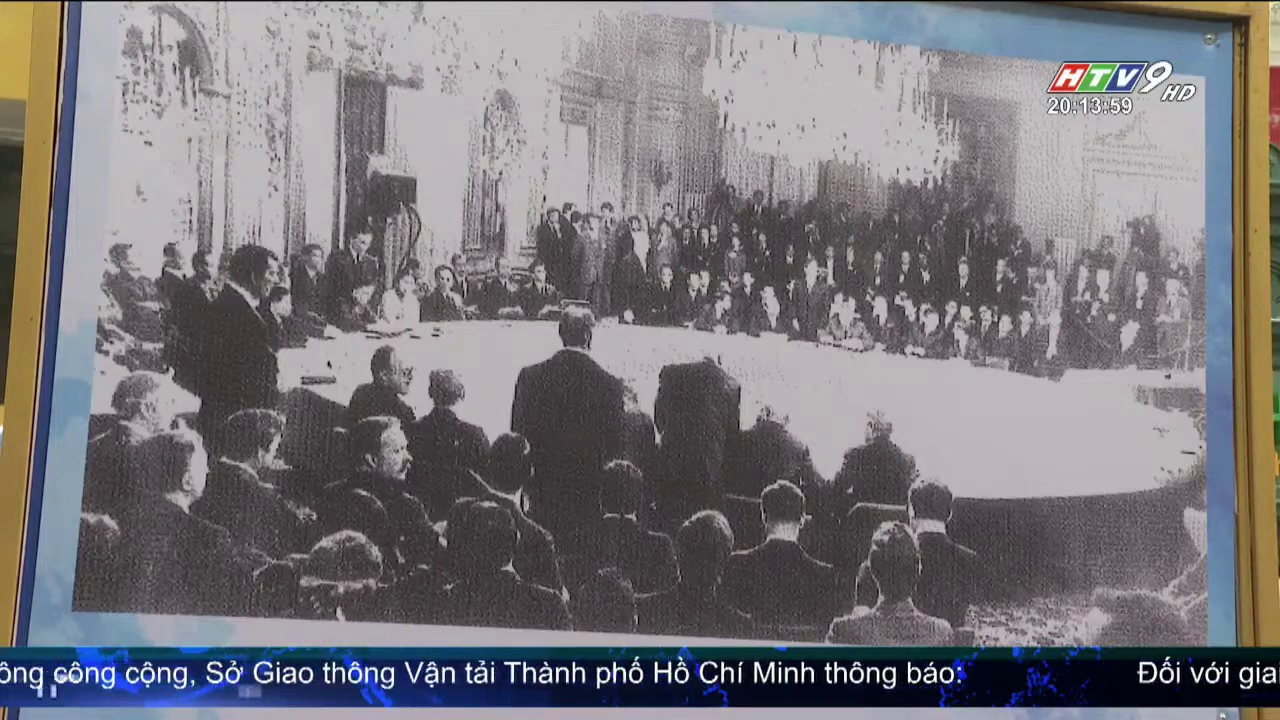 HTV9 HD
20:13:59
ông công cộng, Sở Giao thông Vận tải Thành phố Hồ Chí Minh thông báo: Đối với